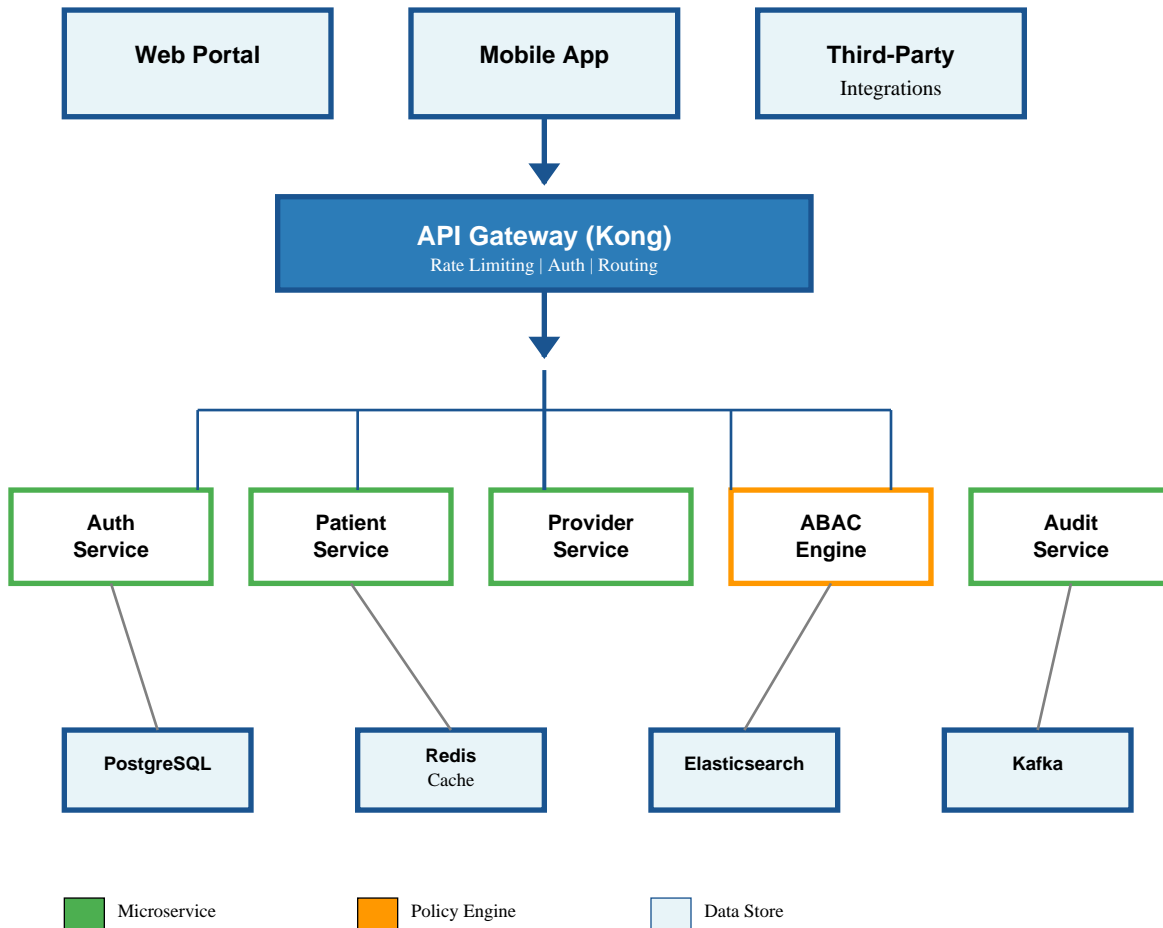 Web Portal
Mobile App
Third-Party
Integrations
API Gateway (Kong)
Rate Limiting | Auth | Routing
Auth
Service
Patient
Service
Provider
Service
ABAC
Engine
Audit
Service
PostgreSQL
Redis
Cache
Elasticsearch
Kafka
Microservice
Policy Engine
Data Store